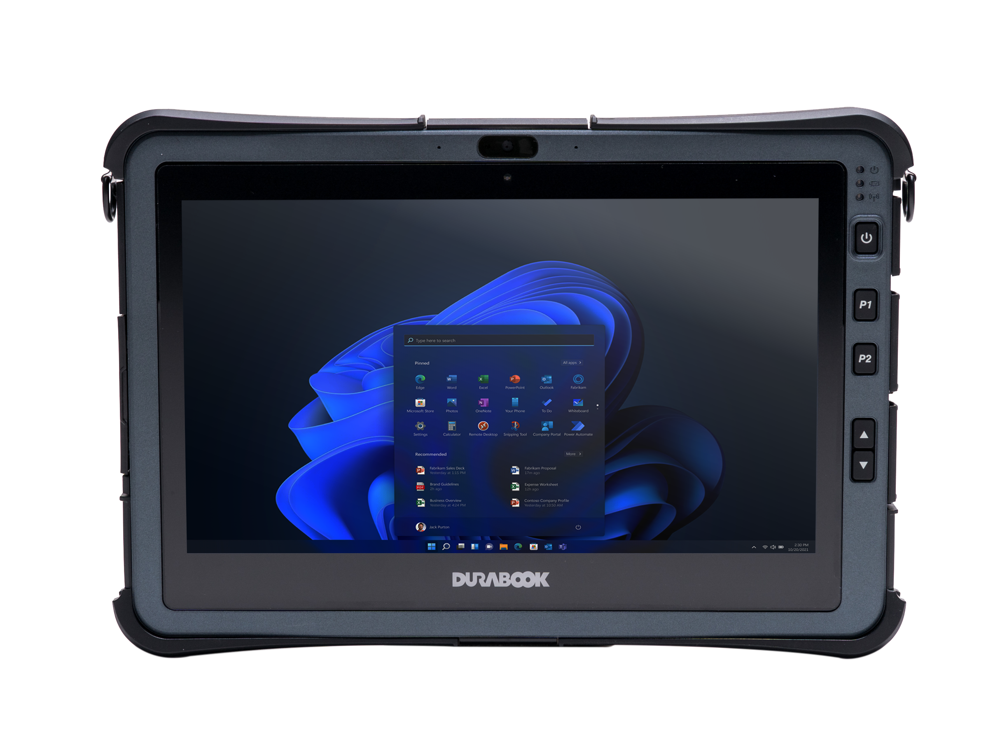 P1
P2
Type here to search
Pinned
All apps >
Edge
Word
Excel
PowerPoint
Outlook
Fabrikam
Microsoft Store
Photos
OneNote
Your Phone
To Do
Whiteboard
Settings
Calculator
Remote Desktop
Snipping Tool
Company Portal
Power Automate
Recommended
More >
Fabrikam Sales Deck
Yesterday at 1:15 PM
Fabrikam Proposal
17m ago
Brand Guidelines
2h ago
Expense Worksheet
12h ago
Business Overview
Yesterday at 4:24 PM
Contoso Company Profile
Yesterday at 10:50 AM
Jack Purton
2:30 PM
10/20/2021
DURABOOK